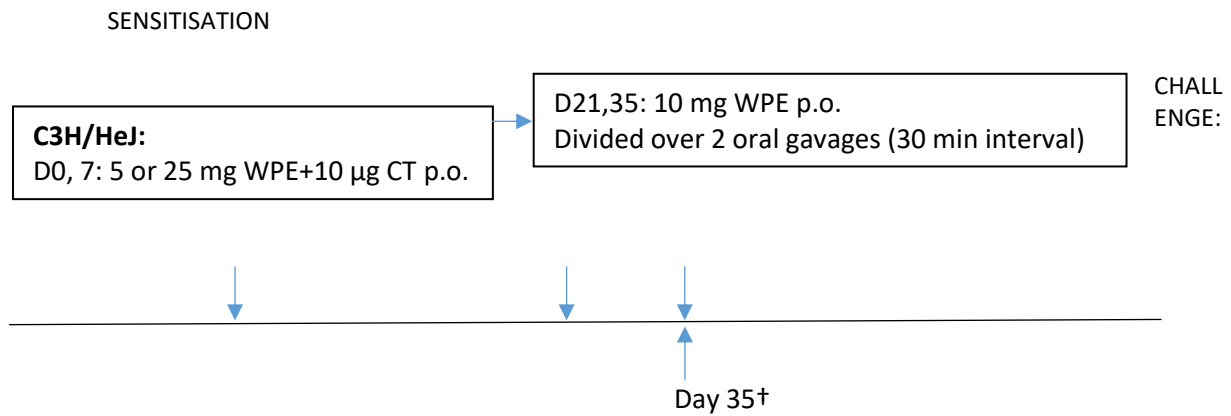 SENSITISATION
C3H/HeJ:
D0, 7: 5 or 25 mg WPE+10 µg CT p.o.
D21,35: 10 mg WPE p.o.
Divided over 2 oral gavages (30 min interval)
CHALL
ENGE:
Day 35†